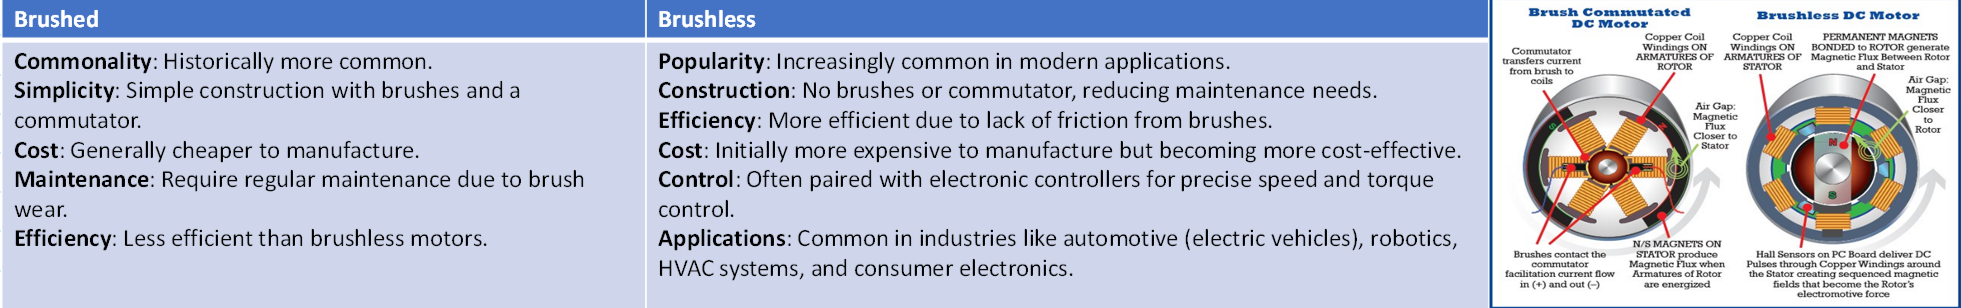 Brushed
Commonality: Historically more common.
Simplicity: Simple construction with brushes and a
commutator.
Cost: Generally cheaper to manufacture.
Maintenance: Require regular maintenance due to brush
wear.
Efficiency: Less efficient than brushless motors.
Brushless
Popularity: Increasingly common in modern applications.
Construction: No brushes or commutator, reducing maintenance needs.
Efficiency: More efficient due to lack of friction from brushes.
Cost: Initially more expensive to manufacture but becoming more cost-effective.
Control: Often paired with electronic controllers for precise speed and torque
control.
Applications: Common in industries like automotive (electric vehicles), robotics,
HVAC systems, and consumer electronics.
Brush Commutated
DC Motor
Commutator
transfers current
from brush to
coils
Copper Coil
Windings ON
ARMATURES OF
ROTOR
Air Gap:
Magnetic
Flux
Closer to
Stator
S
N
Brushes contact the
commutator
facilitation current flow
in (+) and out (–)
N/S MAGNETS ON
STATOR produce
Magnetic Flux when
Armatures of Rotor
are energized
Brushless DC Motor
Copper Coil
Windings ON
ARMATURES OF
STATOR
PERMANENT MAGNETS
BONDED to ROTOR generate
Magnetic Flux Between Rotor
and Stator
Air Gap:
Magnetic
Flux
Closer
to
Rotor
N
S
Hall Sensors on PC Board deliver DC
Pulses through Copper Windings around
the Stator creating sequenced magnetic
fields that become the Rotor's
electromotive force